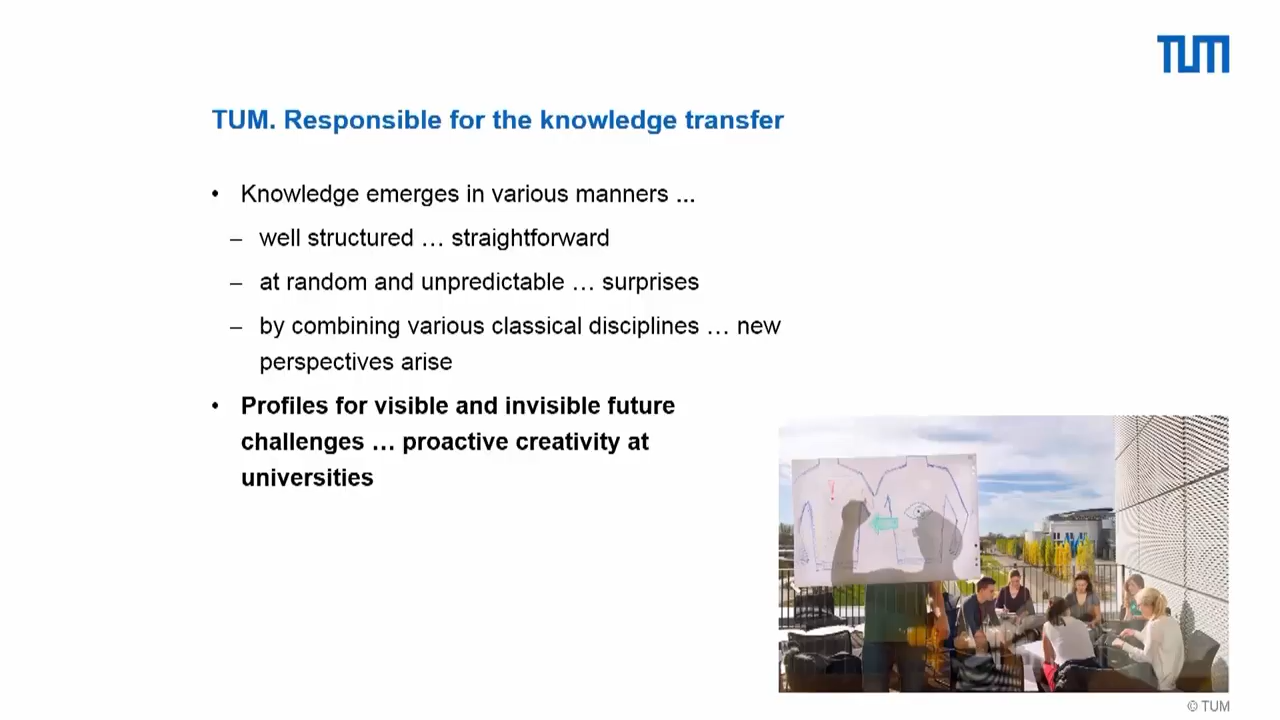 TUM
TUM. Responsible for the knowledge transfer
• Knowledge emerges in various manners ...
– well structured … straightforward
– at random and unpredictable … surprises
– by combining various classical disciplines … new
perspectives arise
• Profiles for visible and invisible future
challenges … proactive creativity at
universities
© TUM